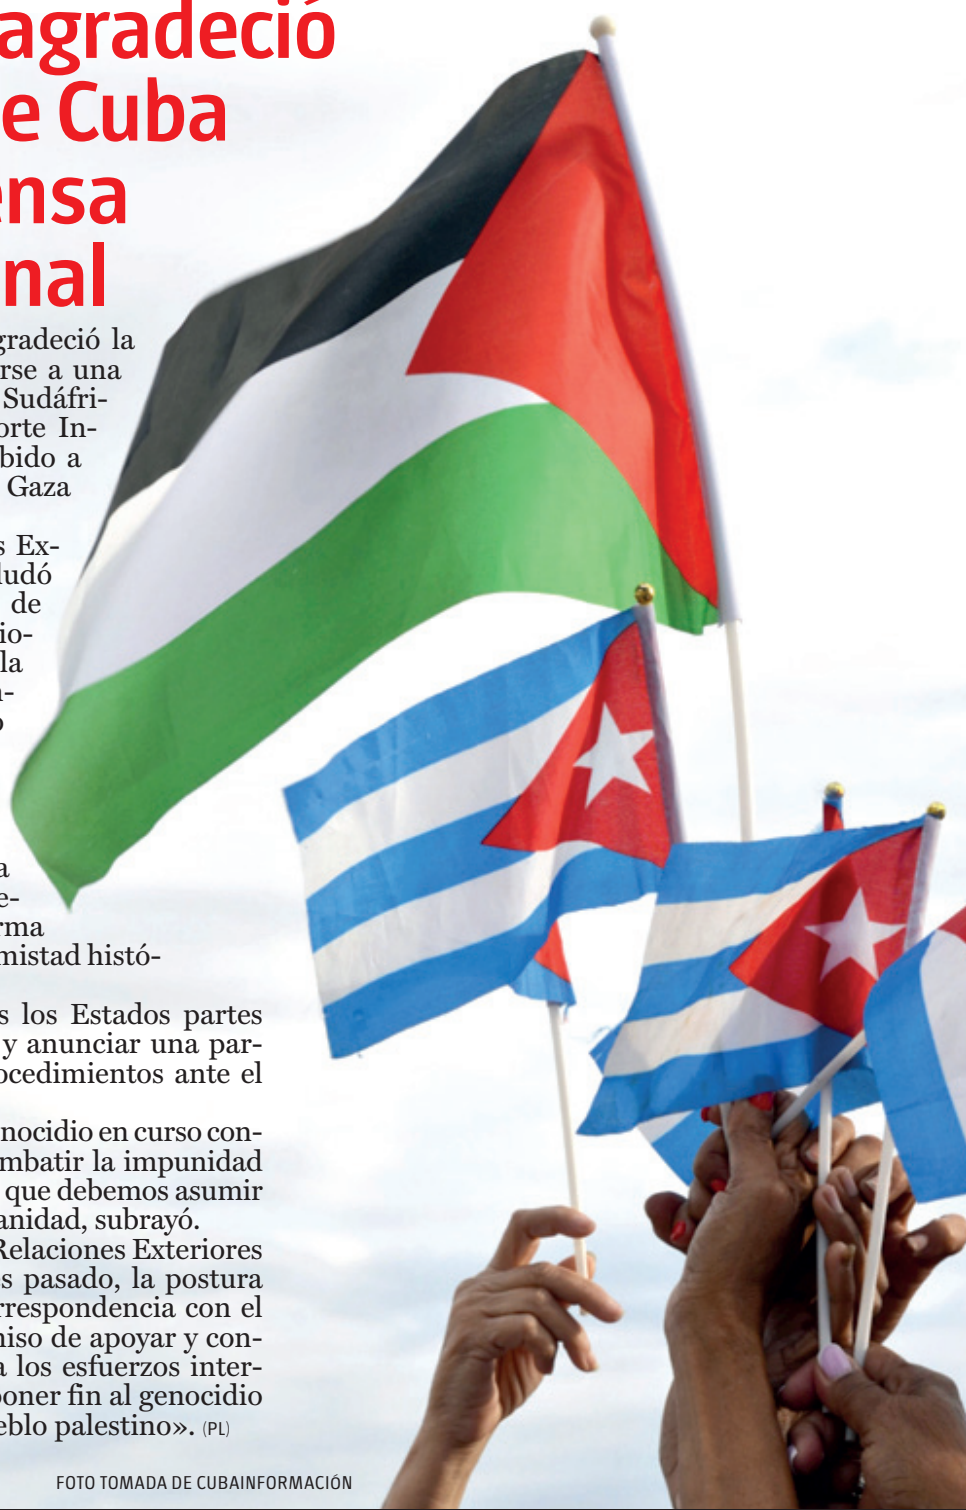 agradeció
e Cuba
ensa
nal
gradeció la
rse a una
Sudáfri-
orte In-
bido a
Gaza
s Ex-
ludó
de
io-
la
n-
o
a
e-
rma
mistad histó-
s los Estados partes
y anunciar una par-
ocedimientos ante el
nocidio en curso con-
mbatir la impunidad
que debemos asumir
anidad, subrayó.
Relaciones Exteriores
es pasado, la postura
rrespondencia con el
niso de apoyar y con-
a los esfuerzos inter-
poner fin al genocidio
eblo palestino». (PL)
FOTO TOMADA DE CUBAINFORMACIÓN